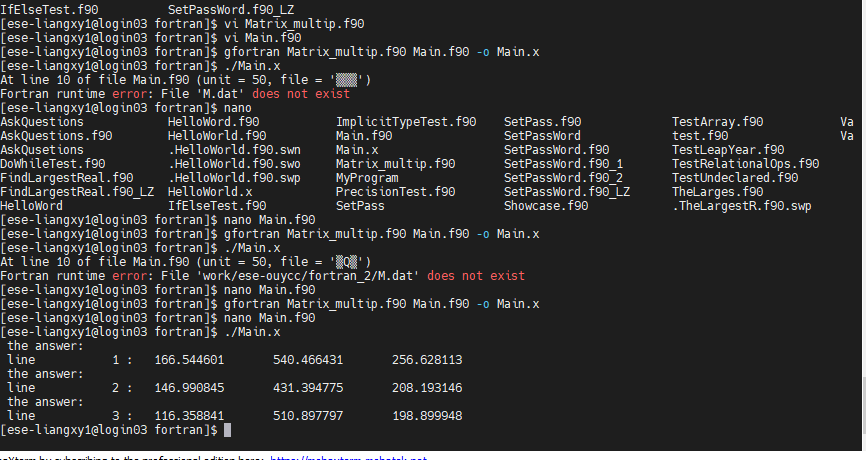 IfElseTest.f90 SetPassWord.f90_LZ
[ese-liangxy1@login03 fortran]$ vi Matrix_multip.f90
[ese-liangxy1@login03 fortran]$ vi Main.f90
[ese-liangxy1@login03 fortran]$ gfortran Matrix_multip.f90 Main.f90 -o Main.x
[ese-liangxy1@login03 fortran]$ ./Main.x
At line 10 of file Main.f90 (unit = 50, file = '▒▒▒')
Fortran runtime error: File 'M.dat' does not exist
[ese-liangxy1@login03 fortran]$ nano
AskQuestions HelloWord.f90 ImplicitTypeTest.f90 SetPass.f90 TestArray.f90 Va
AskQuestions.f90 HelloWorld.f90 Main.f90 SetPassWord test.f90 Va
AskQusetions .HelloWorld.f90.swn Main.x SetPassWord.f90 TestLeapYear.f90
DoWhileTest.f90 .HelloWorld.f90.swo Matrix_multip.f90 SetPassWord.f90_1 TestRelationalOps.f90
FindLargestReal.f90 .HelloWorld.f90.swp MyProgram SetPassWord.f90_2 TestUndeclared.f90
FindLargestReal.f90_LZ HelloWorld.x PrecisionTest.f90 SetPassWord.f90_LZ TheLarges.f90
HelloWord IfElseTest.f90 SetPass Showcase.f90 .TheLargestR.f90.swp
[ese-liangxy1@login03 fortran]$ nano Main.f90
[ese-liangxy1@login03 fortran]$ gfortran Matrix_multip.f90 Main.f90 -o Main.x
[ese-liangxy1@login03 fortran]$ ./Main.x
At line 10 of file Main.f90 (unit = 50, file = '▒Q▒')
Fortran runtime error: File 'work/ese-ouycc/fortran_2/M.dat' does not exist
[ese-liangxy1@login03 fortran]$ nano Main.f90
[ese-liangxy1@login03 fortran]$ gfortran Matrix_multip.f90 Main.f90 -o Main.x
[ese-liangxy1@login03 fortran]$ nano Main.f90
[ese-liangxy1@login03 fortran]$ ./Main.x
the answer:
line 1 : 166.544601 540.466431 256.628113
the answer:
line 2 : 146.990845 431.394775 208.193146
the answer:
line 3 : 116.358841 510.897797 198.899948
[ese-liangxy1@login03 fortran]$